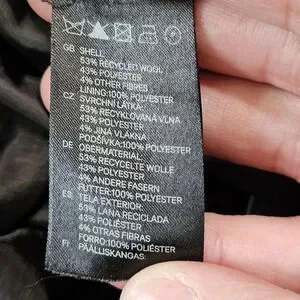 GB SHELL:
53% RECYCLED WOOL
43% POLYESTER
4% OTHER FIBRES
LINING:100% POLYESTER
CZ SVRCHNÍ LÁTKA:
53% RECYKLOVANÁ VLNA
43% POLYESTER
4% JINÁ VLÁKNA
PODŠÍVKA:100% POLYESTER
DE OBERMATERIAL:
53% RECYCELTE WOLLE
43% POLYESTER
4% ANDERE FASERN
FUTTER:100% POLYESTER
ES TELA EXTERIOR:
53% LANA RECICLADA
43% POLIÉSTER
4% OTRAS FIBRAS
FORRO:100% POLIÉSTER
FI PÄÄLLISKANGAS: